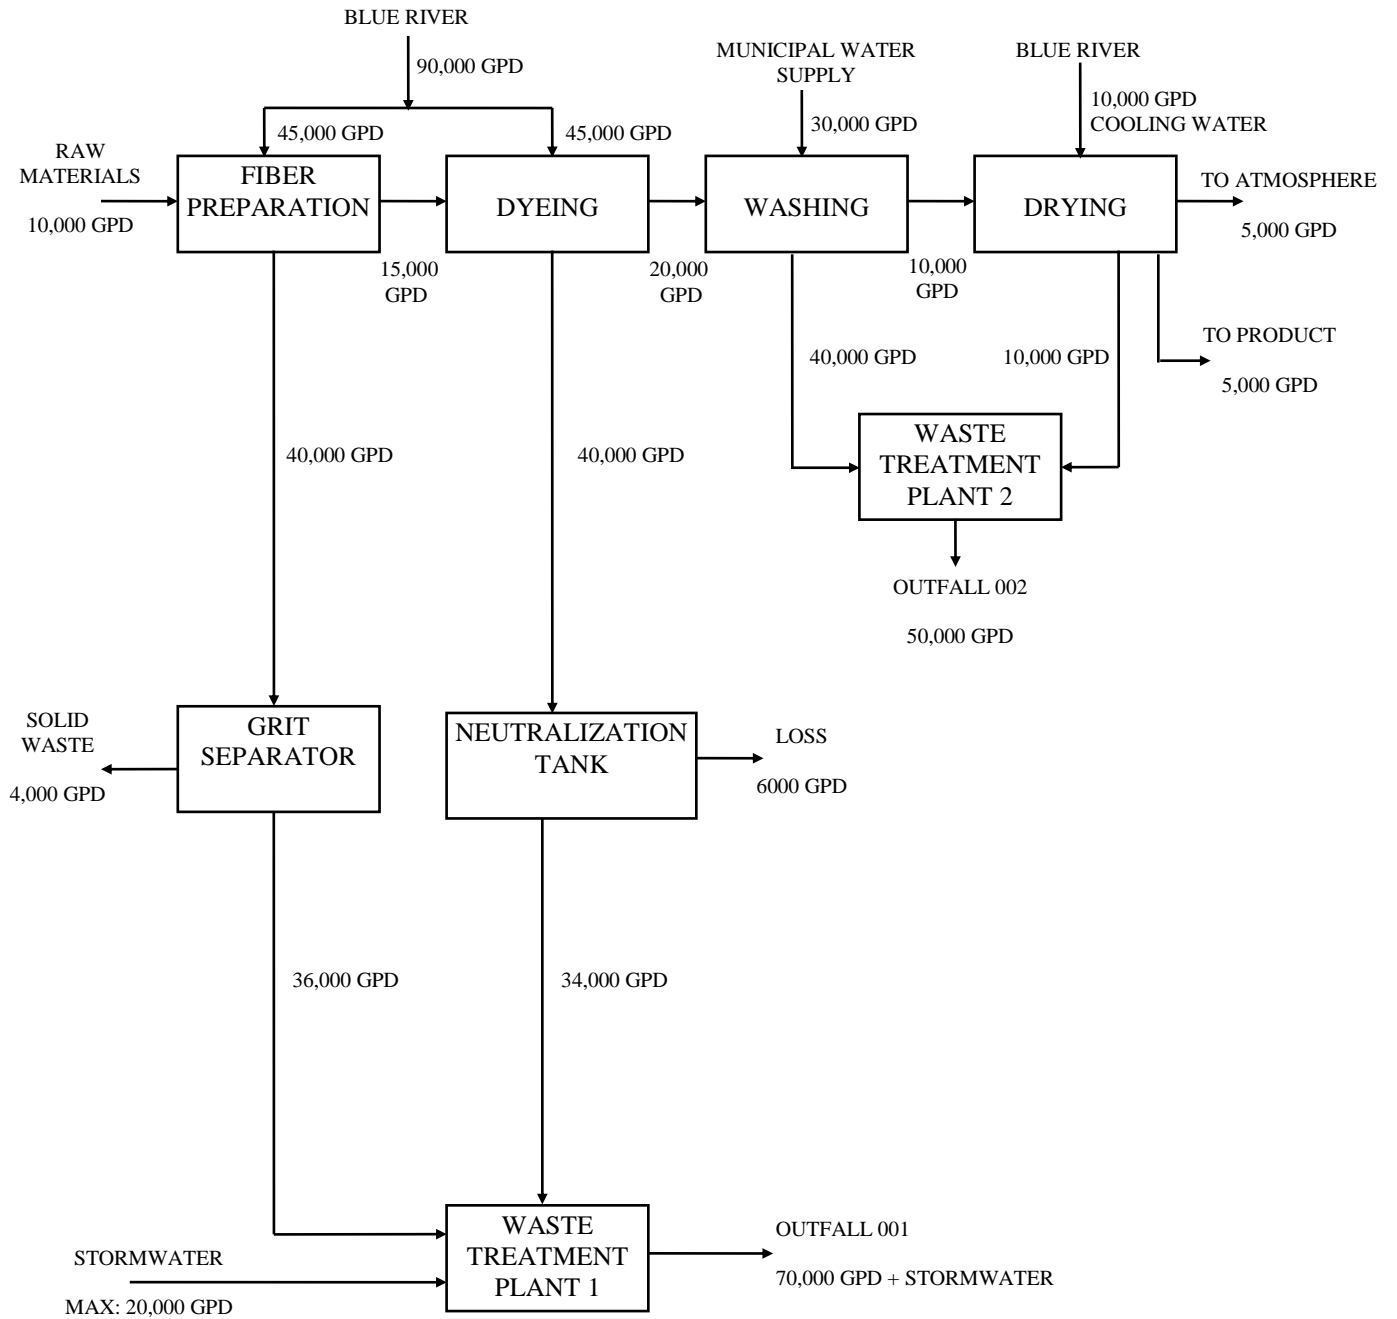 BLUE RIVER
90,000 GPD
MUNICIPAL WATER
SUPPLY
BLUE RIVER
45,000 GPD
45,000 GPD
30,000 GPD
10,000 GPD
COOLING WATER
RAW
MATERIALS
10,000 GPD
FIBER
PREPARATION
DYEING
WASHING
DRYING
TO ATMOSPHERE
5,000 GPD
15,000
GPD
20,000
GPD
10,000
GPD
TO PRODUCT
5,000 GPD
40,000 GPD
10,000 GPD
40,000 GPD
40,000 GPD
WASTE
TREATMENT
PLANT 2
OUTFALL 002
50,000 GPD
SOLID
WASTE
4,000 GPD
GRIT
SEPARATOR
NEUTRALIZATION
TANK
LOSS
6000 GPD
36,000 GPD
34,000 GPD
STORMWATER
MAX: 20,000 GPD
WASTE
TREATMENT
PLANT 1
OUTFALL 001
70,000 GPD + STORMWATER